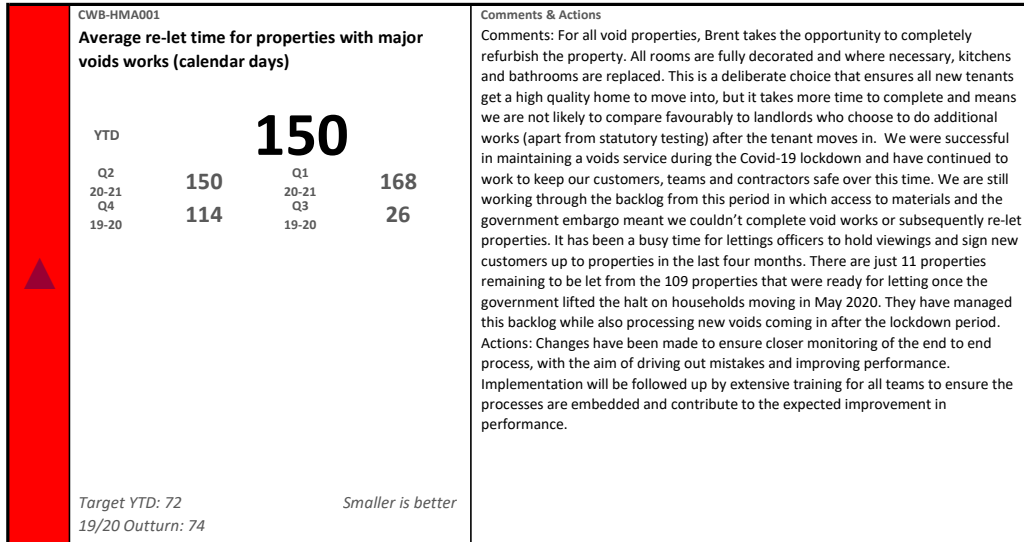 CWB-HMA001
Average re-let time for properties with major
voids works (calendar days)
YTD 150
Q2 20-21 150 Q1 20-21 168
Q4 19-20 114 Q3 19-20 26
Target YTD: 72 Smaller is better
19/20 Outturn: 74
Comments & Actions
Comments: For all void properties, Brent takes the opportunity to completely
refurbish the property. All rooms are fully decorated and where necessary, kitchens
and bathrooms are replaced. This is a deliberate choice that ensures all new tenants
get a high quality home to move into, but it takes more time to complete and means
we are not likely to compare favourably to landlords who choose to do additional
works (apart from statutory testing) after the tenant moves in.  We were successful
in maintaining a voids service during the Covid-19 lockdown and have continued to
work to keep our customers, teams and contractors safe over this time. We are still
working through the backlog from this period in which access to materials and the
government embargo meant we couldn’t complete void works or subsequently re-let
properties. It has been a busy time for lettings officers to hold viewings and sign new
customers up to properties in the last four months. There are just 11 properties
remaining to be let from the 109 properties that were ready for letting once the
government lifted the halt on households moving in May 2020. They have managed
this backlog while also processing new voids coming in after the lockdown period.
Actions: Changes have been made to ensure closer monitoring of the end to end
process, with the aim of driving out mistakes and improving performance.
Implementation will be followed up by extensive training for all teams to ensure the
processes are embedded and contribute to the expected improvement in
performance.